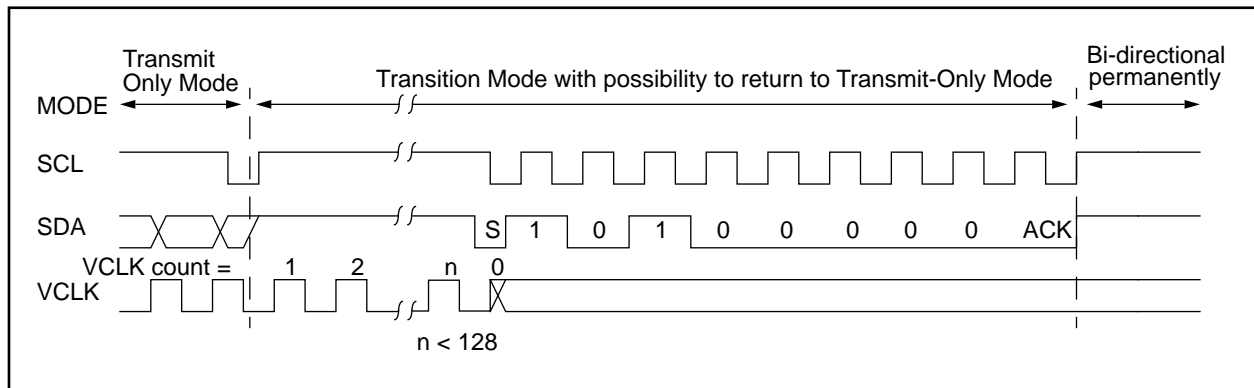 Transmit
Only Mode
Transition Mode with possibility to return to Transmit-Only Mode
Bi-directional
permanently
MODE
SCL
SDA S 1 0 1 0 0 0 0 0 ACK
VCLK count = 1 2 n 0
VCLK
n < 128